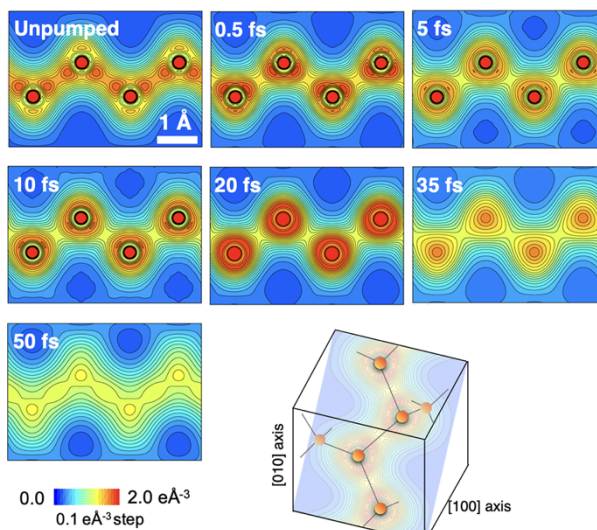 Unpumped
0.5 fs
5 fs
1 Å
10 fs
20 fs
35 fs
50 fs
0.0
2.0 eÅ⁻³
0.1 eÅ⁻³ step
[010] axis
[100] axis